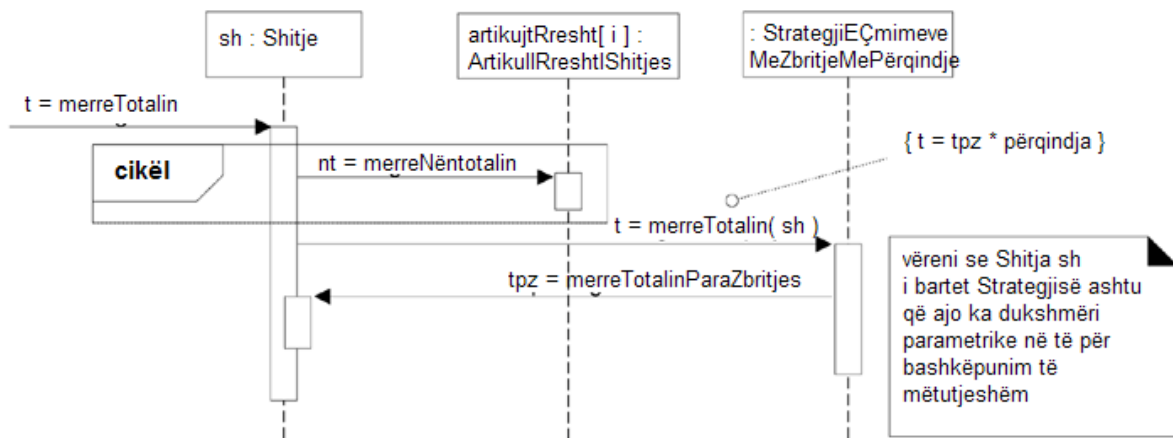 sh : Shitje
artikujtRresht[ i ] :
ArtikullRreshtIShitjes
: StrategjiEÇmimeve
MeZbritjeMePërqindje
t = merreTotalin
{ t = tpz * përqindja }
cikël
nt = merreNëntotalin
t = merreTotalin( sh )
tpz = merreTotalinParaZbritjes
vëreni se Shitja sh
i bartet Strategjisë ashtu
që ajo ka dukshmëri
parametrike në të për
bashkëpunim të
mëtutjeshëm